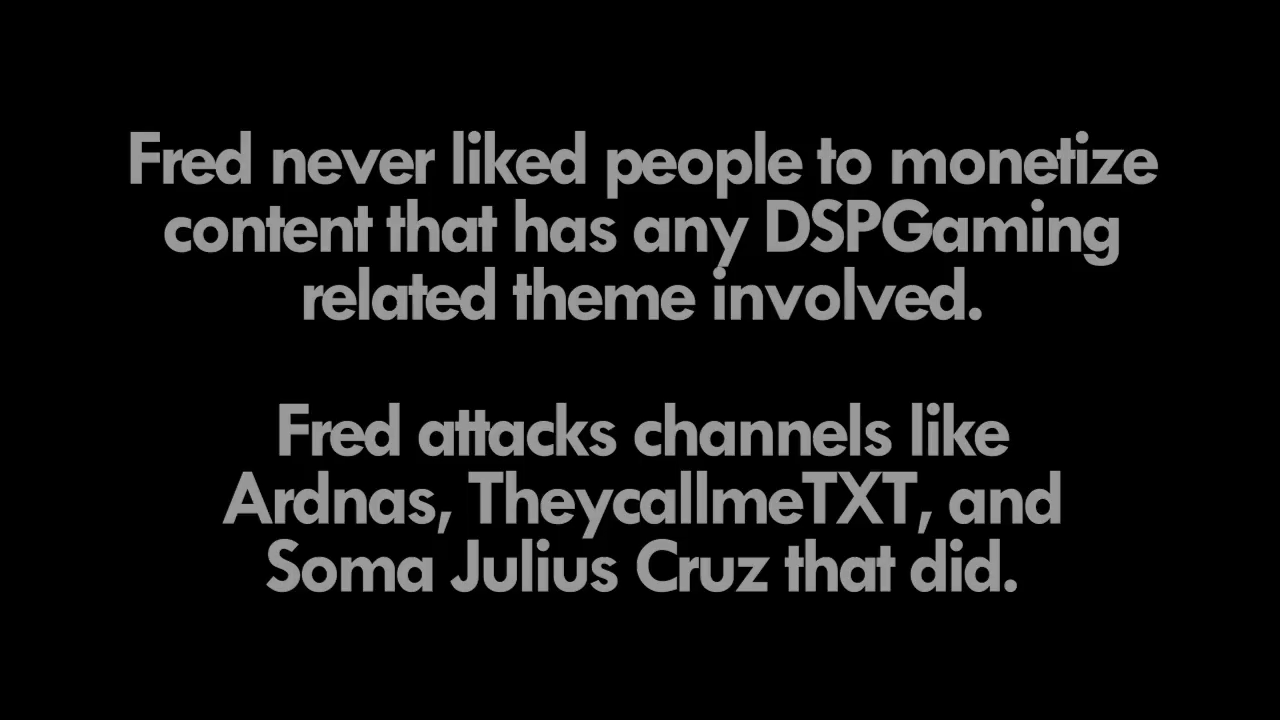 Fred never liked people to monetize
content that has any DSPGaming
related theme involved.
Fred attacks channels like
Ardnas, TheycallmeTXT, and
Soma Julius Cruz that did.